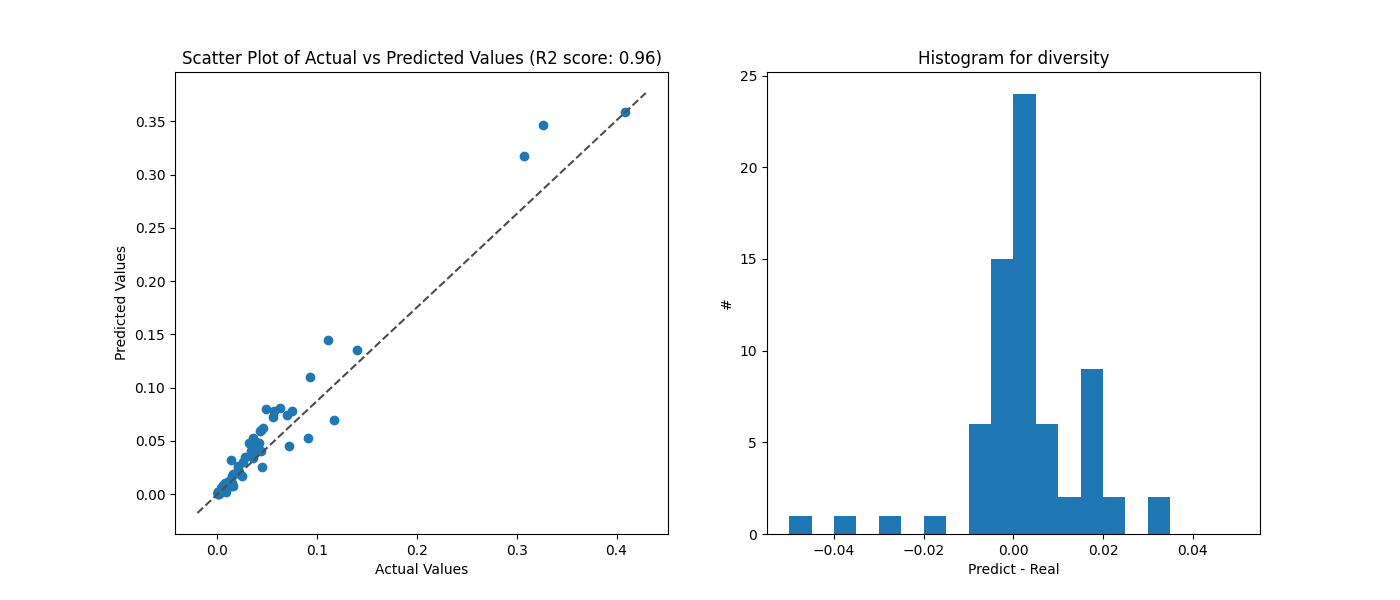 Scatter Plot of Actual vs Predicted Values (R2 score: 0.96)
0.35
0.30
0.25
0.20
0.15
0.10
0.05
0.00
Predicted Values
0.0 0.1 0.2 0.3 0.4
Actual Values
Histogram for diversity
25
20
15
10
5
0
#
−0.04 −0.02 0.00 0.02 0.04
Predict - Real